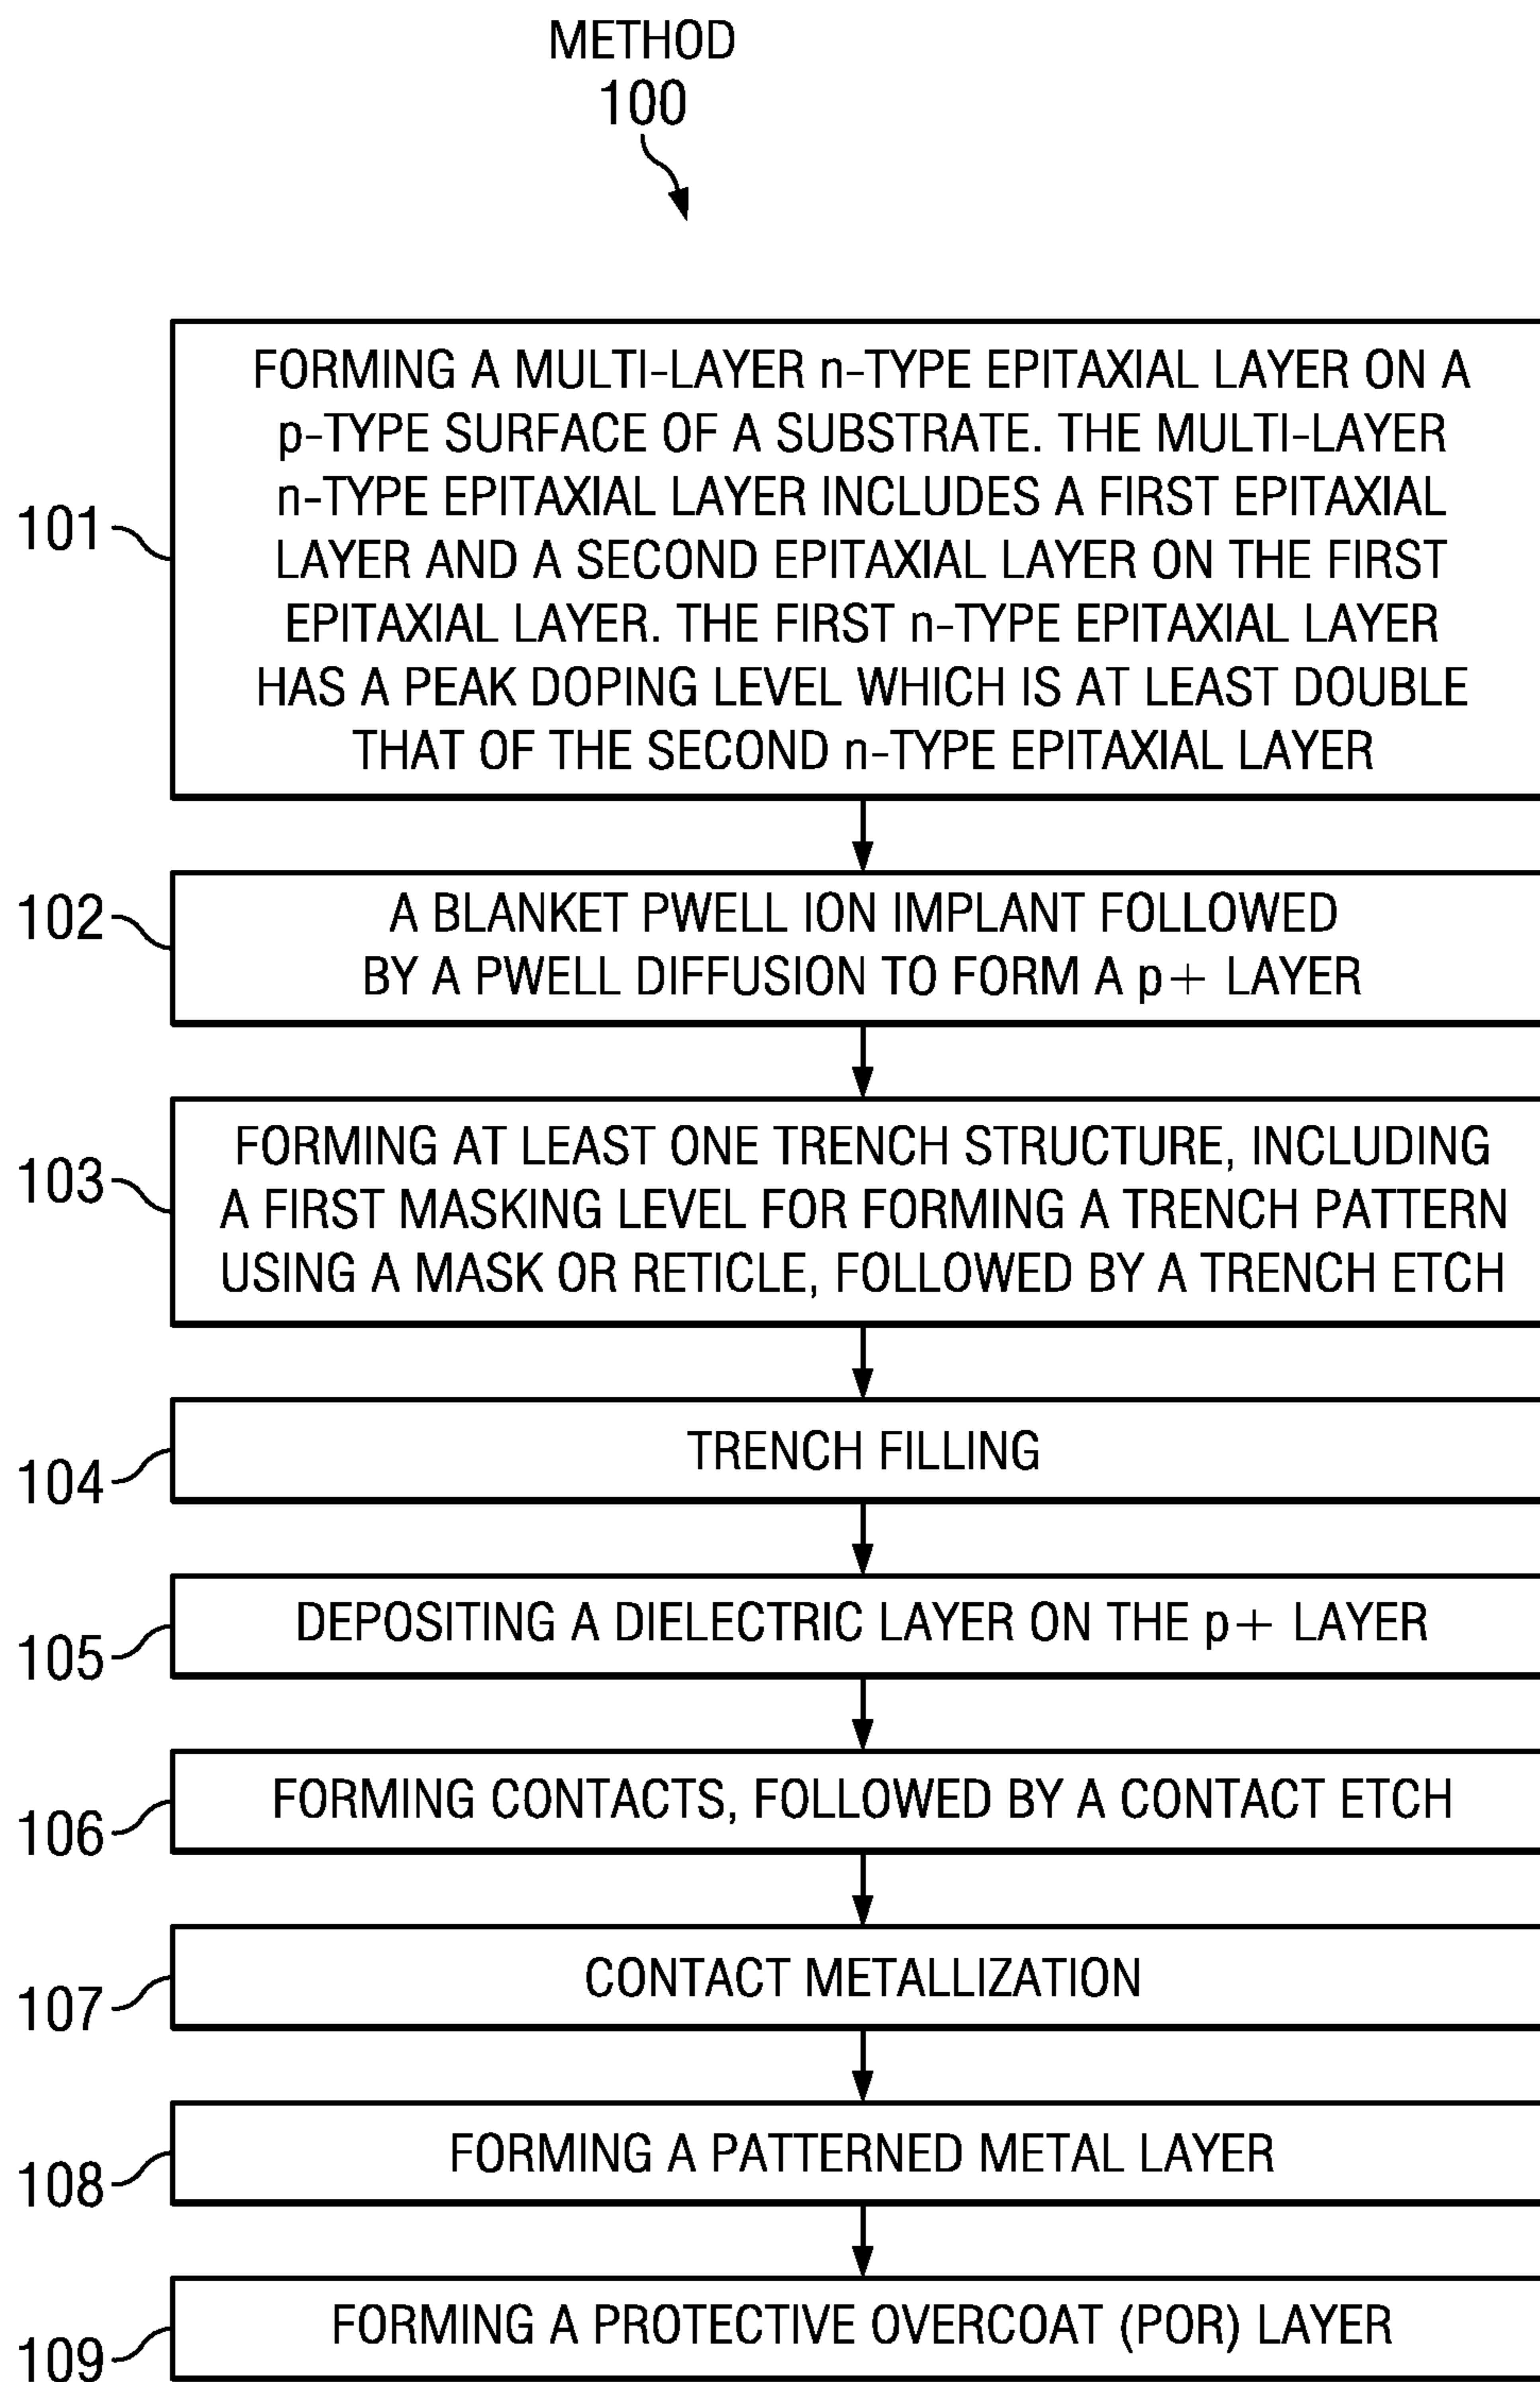 METHOD
100
101
FORMING A MULTI-LAYER n-TYPE EPITAXIAL LAYER ON A
p-TYPE SURFACE OF A SUBSTRATE. THE MULTI-LAYER
n-TYPE EPITAXIAL LAYER INCLUDES A FIRST EPITAXIAL
LAYER AND A SECOND EPITAXIAL LAYER ON THE FIRST
EPITAXIAL LAYER. THE FIRST n-TYPE EPITAXIAL LAYER
HAS A PEAK DOPING LEVEL WHICH IS AT LEAST DOUBLE
THAT OF THE SECOND n-TYPE EPITAXIAL LAYER
102
A BLANKET PWELL ION IMPLANT FOLLOWED
BY A PWELL DIFFUSION TO FORM A p+ LAYER
103
FORMING AT LEAST ONE TRENCH STRUCTURE, INCLUDING
A FIRST MASKING LEVEL FOR FORMING A TRENCH PATTERN
USING A MASK OR RETICLE, FOLLOWED BY A TRENCH ETCH
104
TRENCH FILLING
105
DEPOSITING A DIELECTRIC LAYER ON THE p+ LAYER
106
FORMING CONTACTS, FOLLOWED BY A CONTACT ETCH
107
CONTACT METALLIZATION
108
FORMING A PATTERNED METAL LAYER
109
FORMING A PROTECTIVE OVERCOAT (POR) LAYER